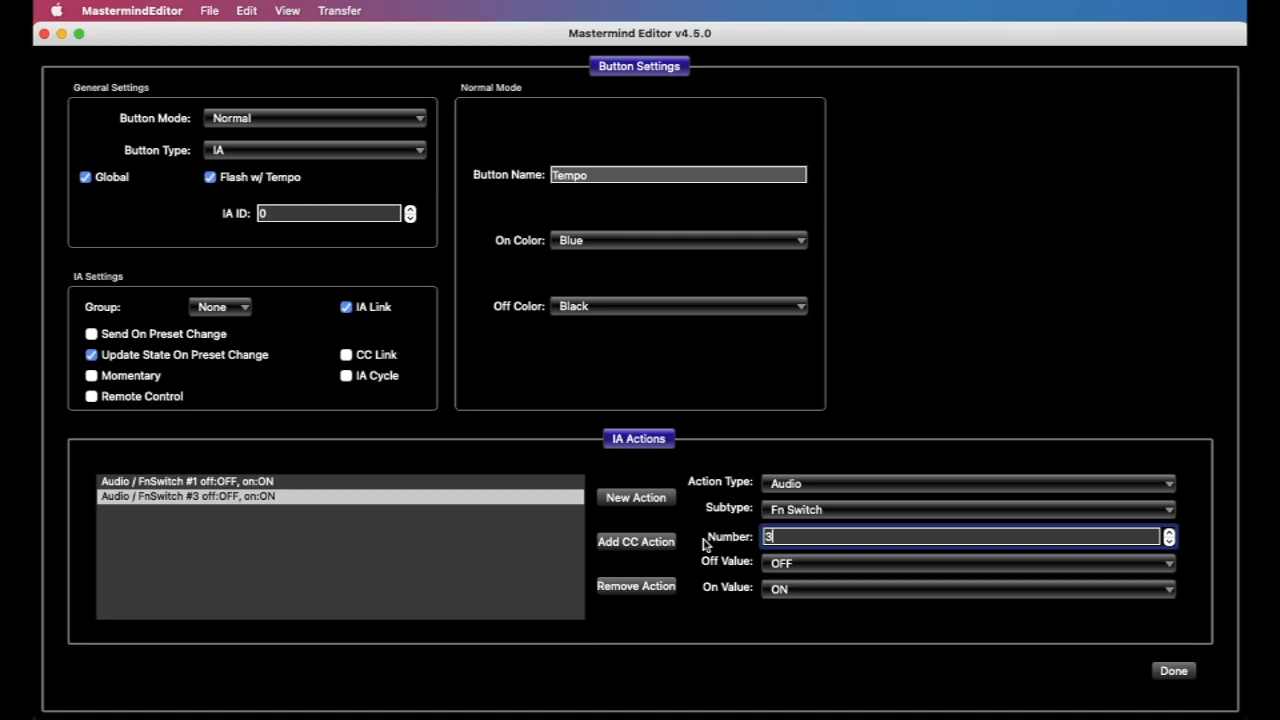 MastermindEditor File Edit View Transfer
Mastermind Editor v4.5.0
Button Settings
General Settings
Button Mode: Normal
Button Type: IA
Global
Flash w/ Tempo
IA ID: 0
Normal Mode
Button Name: Tempo
On Color: Blue
Off Color: Black
IA Settings
Group: None
IA Link
Send On Preset Change
Update State On Preset Change
CC Link
Momentary
IA Cycle
Remote Control
IA Actions
Audio / FnSwitch #1 off:OFF, on:ON
Audio / FnSwitch #3 off:OFF, on:ON
New Action
Add CC Action
Remove Action
Action Type: Audio
Subtype: Fn Switch
Number: 3
Off Value: OFF
On Value: ON
Done